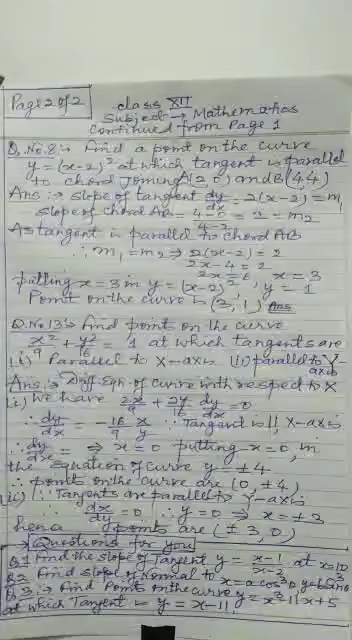 Page 2 of 2
class XII
Subject → Mathematics
Continued from Page 1
Q.No.8:→ Find a point on the curve
y = (x-2)² at which tangent is parallel
to chord joining A(2,0) and B(4,4)
Ans:→ slope of tangent dy/dx = 2(x-2) = m₁
slope of chord AB = 4-0/4-2 = 2 = m₂
As tangent is parallel to chord AB
∴ m₁ = m₂ ⇒ 2(x-2) = 2
2x-4 = 2
2x = 6, x = 3
putting x = 3 in y = (x-2)², y = 1
Point on the curve is (2, 1) Ans
Q.No 13:→ find point on the curve
x²/9 + y²/16 = 1 at which tangents are
(i) Parallel to X-axis (ii) parallel to Y-axis
Ans:→ Diff Eqn. of curve with respect to X
(i) We have 2x/9 + 2y/16 dy/dx = 0
∴ dy/dx = -16/9 x/y ∵ Tangent is || X-axis
∴ dy/dx = ⇒ x = 0 putting x = 0, in
the equation of curve y = ±4
∴ points on the curve are (0, ±4)
(ii) ∵ Tangents are parallel to Y-axis
∴ dx/dy = 0 ∴ y = 0 ⇒ x = ±3
points are (±3, 0)
* Questions for you
Q1 Find the slope of Tangent y = x-1/x-2 at x=10
Q2 Find slope of Normal to x = a cos³θ
Q3:→ Find Point on the curve y = x³-11x+5
at which Tangent is y = x-11